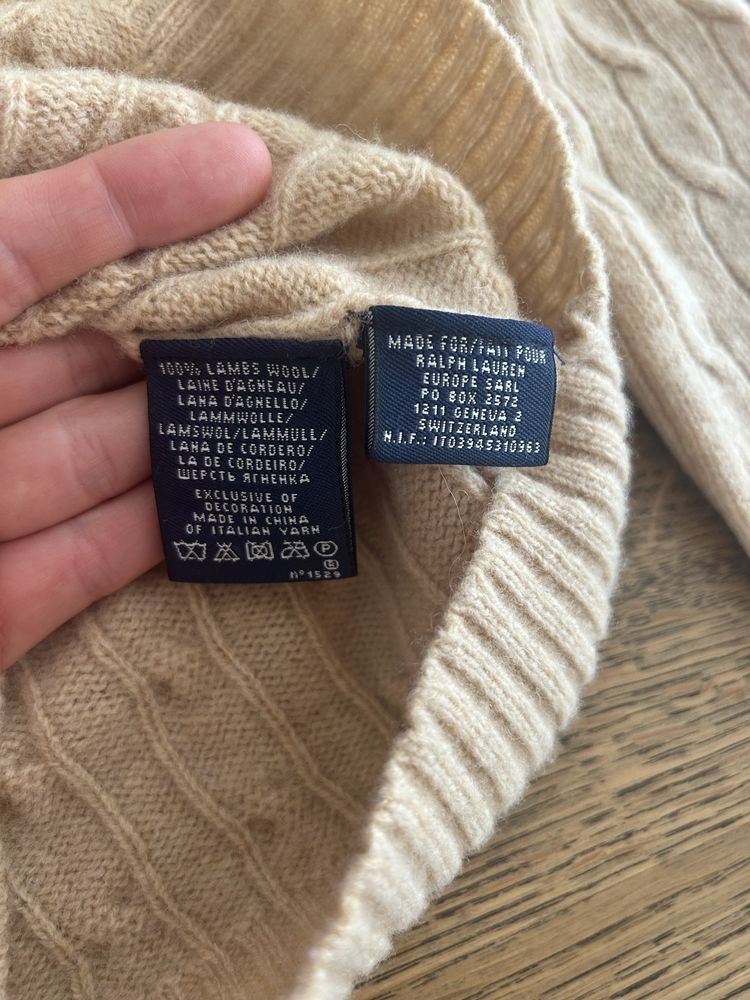 100% LAMBS WOOL/
LAINE D'AGNEAU/
LANA D'AGNELLO/
LAMMWOLLE/
LAMSWOL/LAMMULL/
LANA DE CORDERO/
LA DE CORDEIRO/
ШЕРСТЬ ЯГНЕНКА
EXCLUSIVE OF
DECORATION
MADE IN CHINA
OF ITALIAN YARN
P
R
n°1529
MADE FOR/FAIT POUR
RALPH LAUREN
EUROPE SARL
PO BOX 2572
1211 GENEVA 2
SWITZERLAND
N.I.F.: IT03945310963